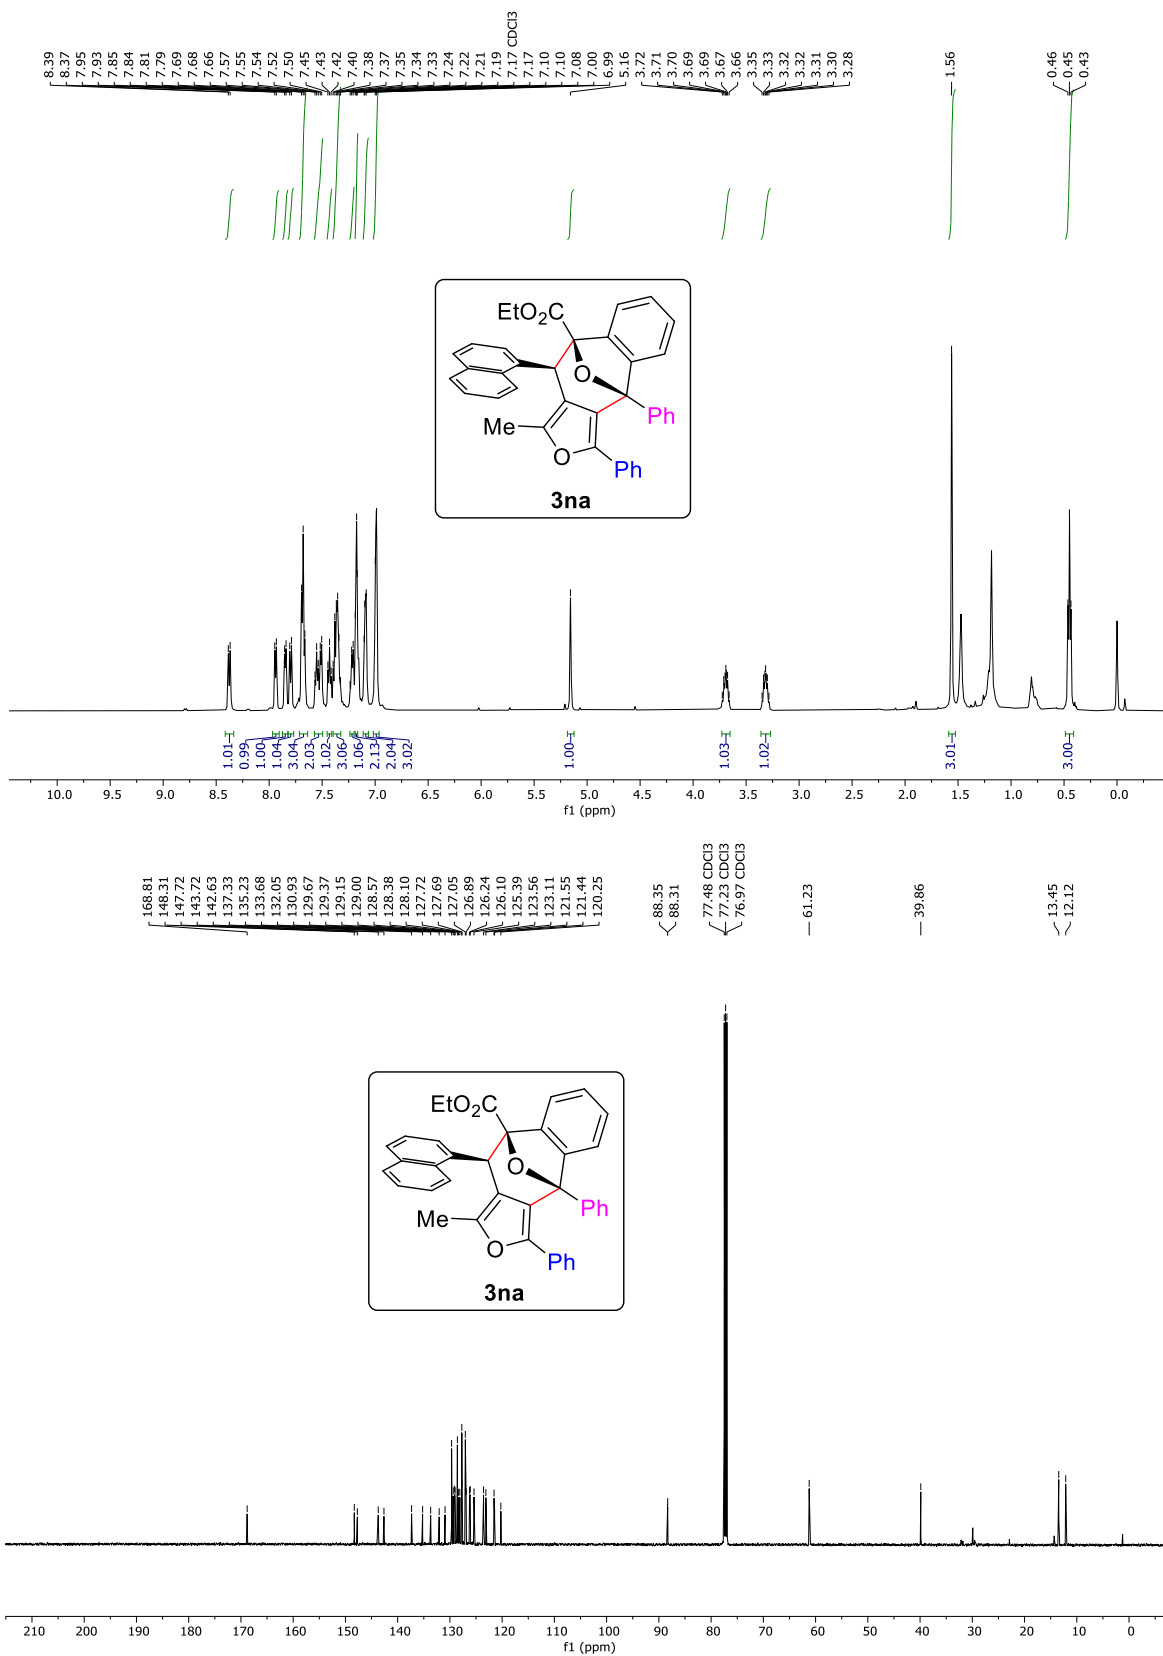 8.39 8.37 7.95 7.93 7.85 7.84 7.81 7.79 7.69 7.68 7.66 7.57 7.55 7.54 7.52 7.50 7.45 7.43 7.42 7.40 7.38 7.37 7.35 7.34 7.33 7.24 7.22 7.21 7.19 7.17 CDCl3 7.17 7.10 7.10 7.08 7.00 6.99 5.16 3.72 3.71 3.70 3.69 3.69 3.67 3.66 3.35 3.33 3.32 3.32 3.31 3.30 3.28 1.56 0.46 0.45 0.43
EtO2C
O
Ph
Me
O
Ph
3na
1.01 0.99 1.00 1.04 3.04 2.03 1.02 3.06 1.06 2.13 2.04 3.02 1.00 1.03 1.02 3.01 3.00
10.0 9.5 9.0 8.5 8.0 7.5 7.0 6.5 6.0 5.5 5.0 4.5 4.0 3.5 3.0 2.5 2.0 1.5 1.0 0.5 0.0
f1 (ppm)
168.81 148.31 147.72 143.72 142.63 137.33 135.23 133.68 132.05 130.93 129.67 129.37 129.15 129.00 128.57 128.38 128.10 127.72 127.69 127.05 126.89 126.24 126.10 125.39 123.56 123.11 121.55 121.44 120.25 88.35 88.31 77.48 CDCl3 77.23 CDCl3 76.97 CDCl3 61.23 39.86 13.45 12.12
EtO2C
O
Ph
Me
O
Ph
3na
210 200 190 180 170 160 150 140 130 120 110 100 90 80 70 60 50 40 30 20 10 0
f1 (ppm)